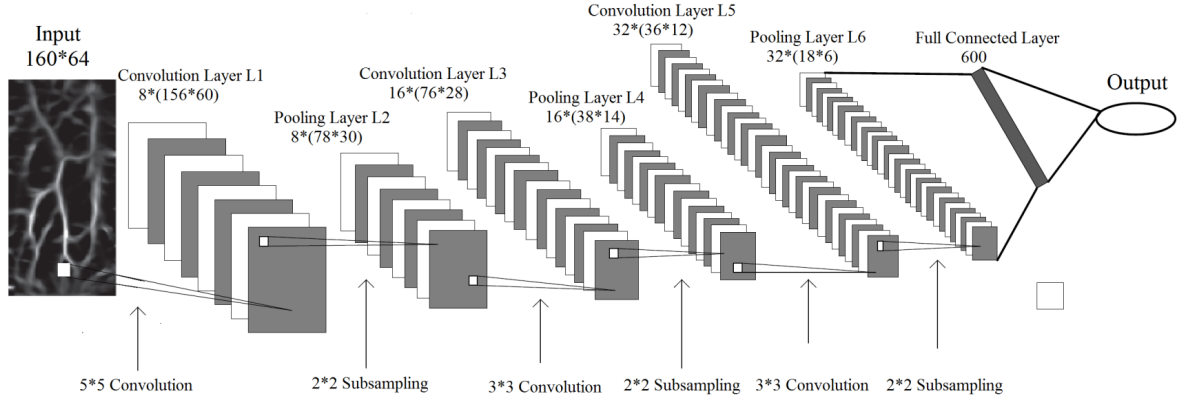 Input
160*64
Convolution Layer L1
8*(156*60)
Pooling Layer L2
8*(78*30)
Convolution Layer L3
16*(76*28)
Pooling Layer L4
16*(38*14)
Convolution Layer L5
32*(36*12)
Pooling Layer L6
32*(18*6)
Full Connected Layer
600
Output
5*5 Convolution
2*2 Subsampling
3*3 Convolution
2*2 Subsampling
3*3 Convolution
2*2 Subsampling